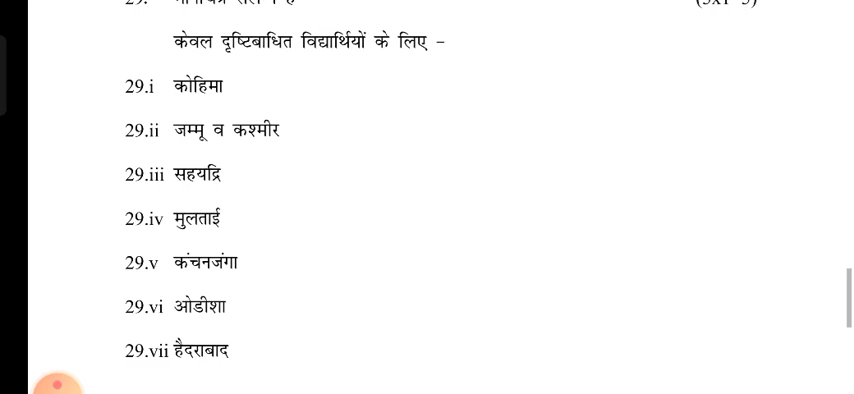 29.
केवल दृष्टिबाधित विद्यार्थियों के लिए -
29.i कोहिमा
29.ii जम्मू व कश्मीर
29.iii सहयद्रि
29.iv मुलताई
29.v कंचनजंगा
29.vi ओडीशा
29.vii हैदराबाद